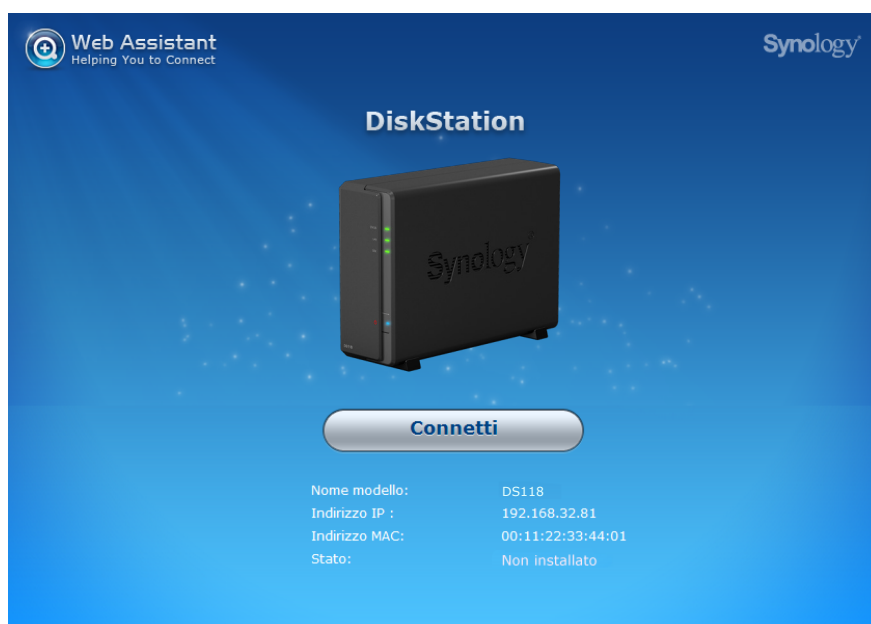 Web Assistant
Helping You to Connect
Synology
DiskStation
Synology
Connetti
Nome modello: DS118
Indirizzo IP : 192.168.32.81
Indirizzo MAC: 00:11:22:33:44:01
Stato: Non installato